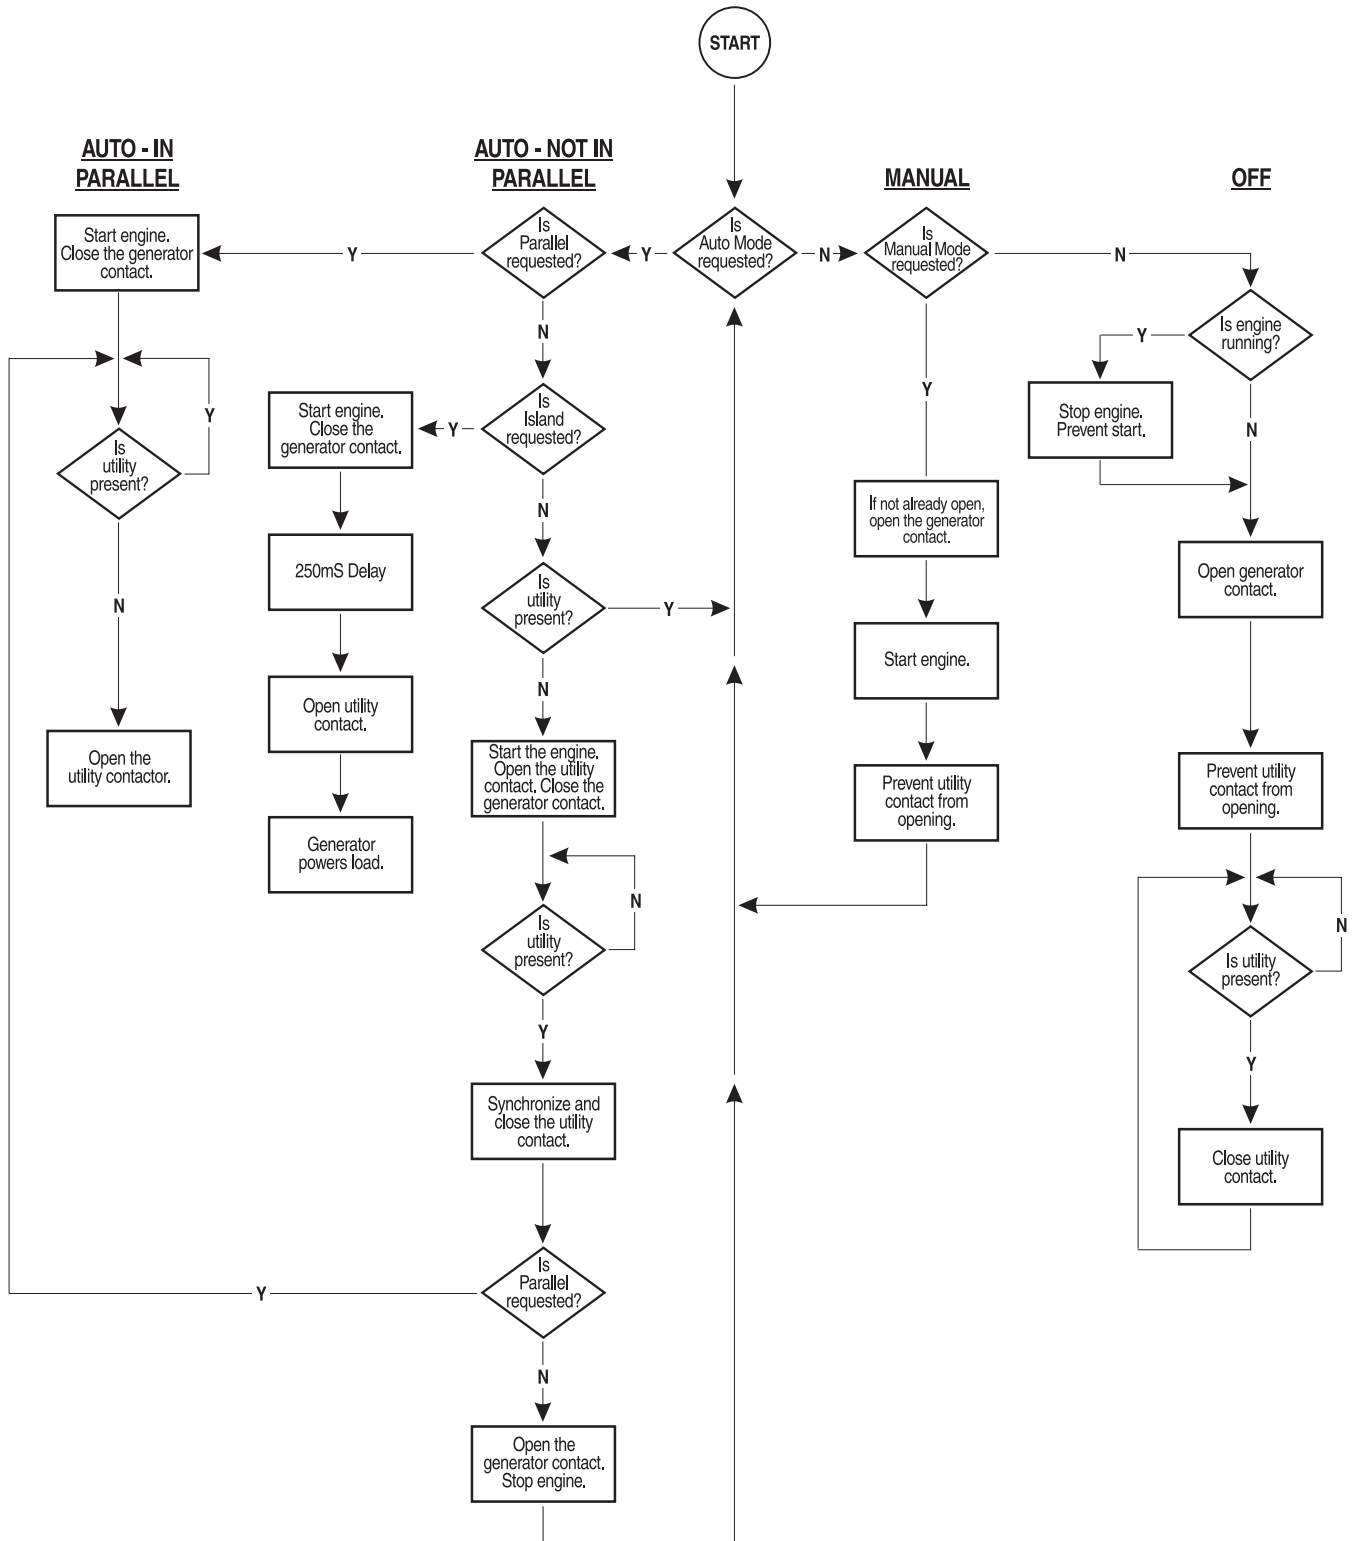 START
AUTO - IN
PARALLEL
AUTO - NOT IN
PARALLEL
MANUAL
OFF
Start engine.
Close the generator
contact.
Y
Is
Parallel
requested?
Y
Is
Auto Mode
requested?
N
Is
Manual Mode
requested?
N
Is engine
running?
Y
Stop engine.
Prevent start.
N
N
Y
Y
Is
utility
present?
N
Open the
utility contactor.
Start engine.
Close the
generator contact.
Y
Is
Island
requested?
N
250mS Delay
Is
utility
present?
Y
N
Open utility
contact.
Generator
powers load.
Start the engine.
Open the utility
contact. Close the
generator contact.
N
Is
utility
present?
Y
Synchronize and
close the utility
contact.
Is
Parallel
requested?
Y
N
Open the
generator contact.
Stop engine.
If not already open,
open the generator
contact.
Start engine.
Prevent utility
contact from
opening.
Open generator
contact.
Prevent utility
contact from
opening.
N
Is utility
present?
Y
Close utility
contact.